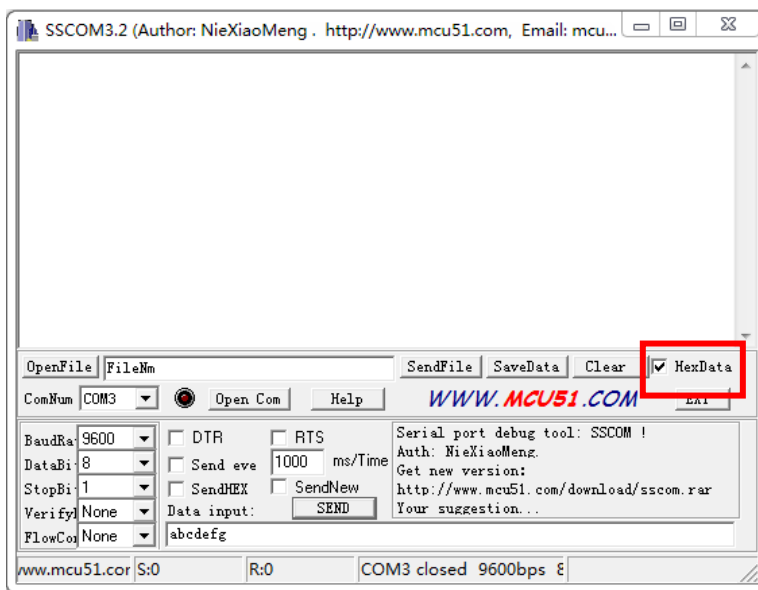 SSCOM3.2 (Author: NieXiaoMeng . http://www.mcu51.com, Email: mcu...
OpenFile FileNm SendFile SaveData Clear HexData
ComNum COM3 Open Com Help WWW.MCU51.COM EXT
BaudRa 9600 DTR RTS
DataBi 8 Send eve 1000 ms/Time
StopBi 1 SendHEX SendNew
Verifyl None Data input: SEND
FlowCo None abcdefg
Serial port debug tool: SSCOM !
Auth: NieXiaoMeng.
Get new version:
http://www.mcu51.com/download/sscom.rar
Your suggestion...
www.mcu51.cor S:0 R:0 COM3 closed 9600bps 8